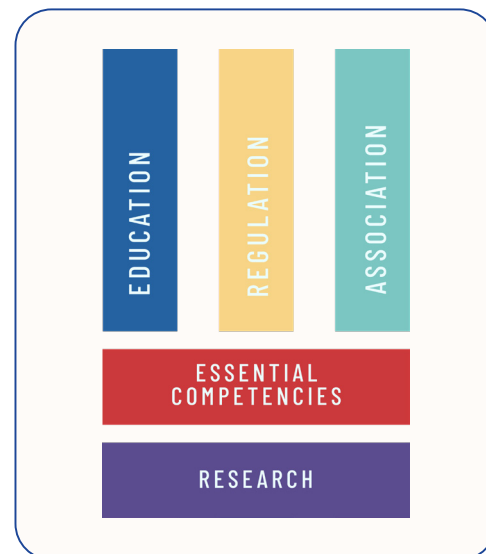 EDUCATION
REGULATION
ASSOCIATION
ESSENTIAL
COMPETENCIES
RESEARCH